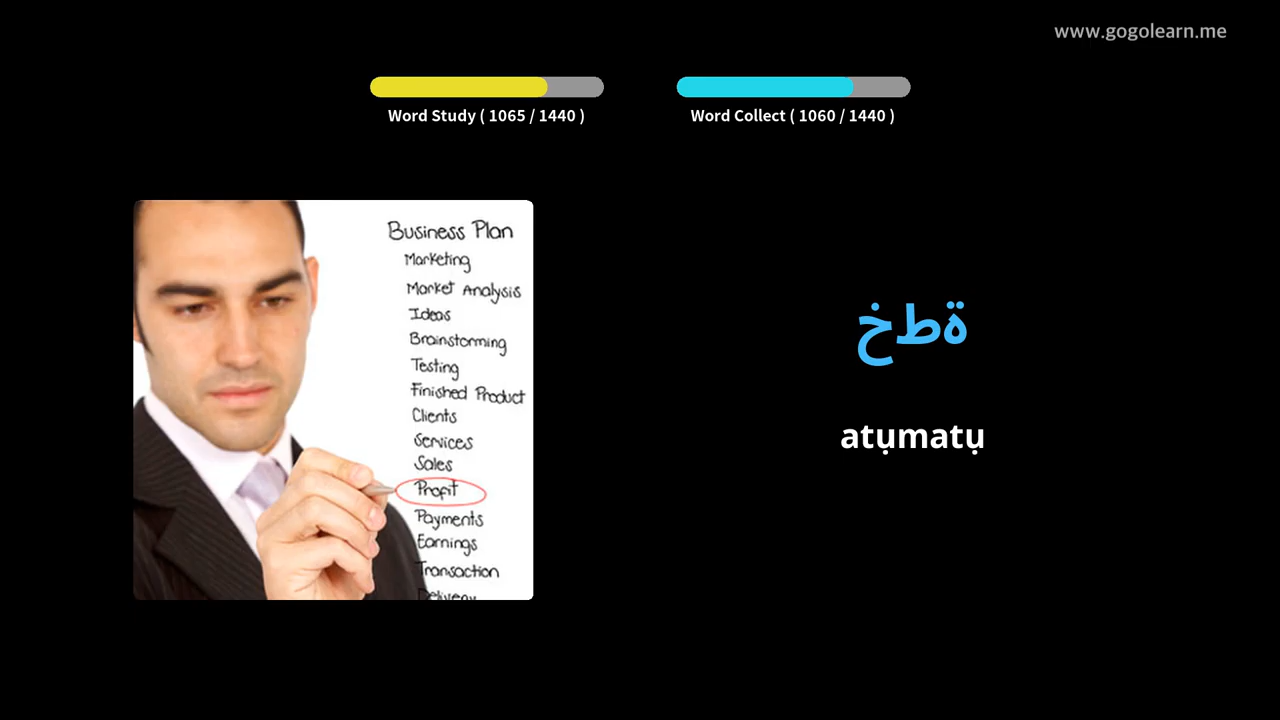 www.gogolearn.me
Word Study ( 1065 / 1440 )
Word Collect ( 1060 / 1440 )
Business Plan
Marketing
Market Analysis
Ideas
Brainstorming
Testing
Finished Product
Clients
Services
Sales
Profit
Payments
Earnings
Transaction
Delivery
خطة
atụmatụ